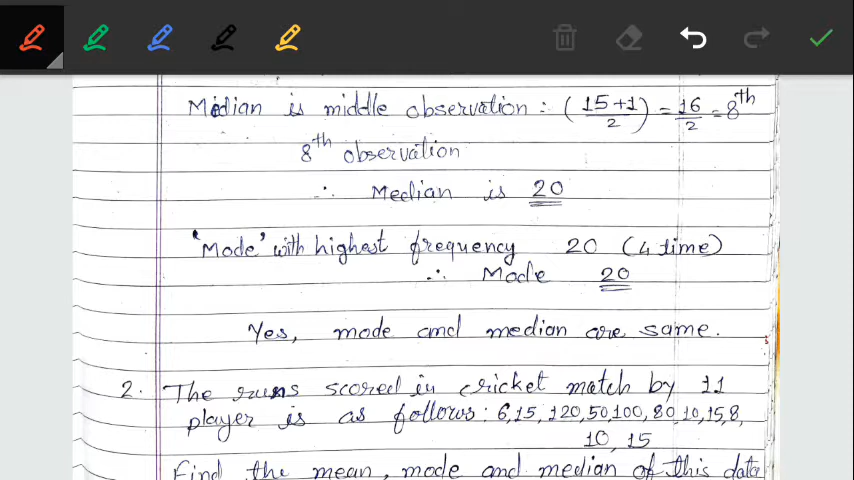 Median is middle observation : (15+1/2) = 16/2 = 8th
8th observation
∴ Median is 20
'Mode' with highest frequency 20 (4 time)
∴ Mode 20
Yes, mode and median are same.
2. The runs scored in cricket match by 11
player is as follows : 6, 15, 120, 50, 100, 80, 10, 15, 8,
10, 15
Find the mean, mode and median of this data